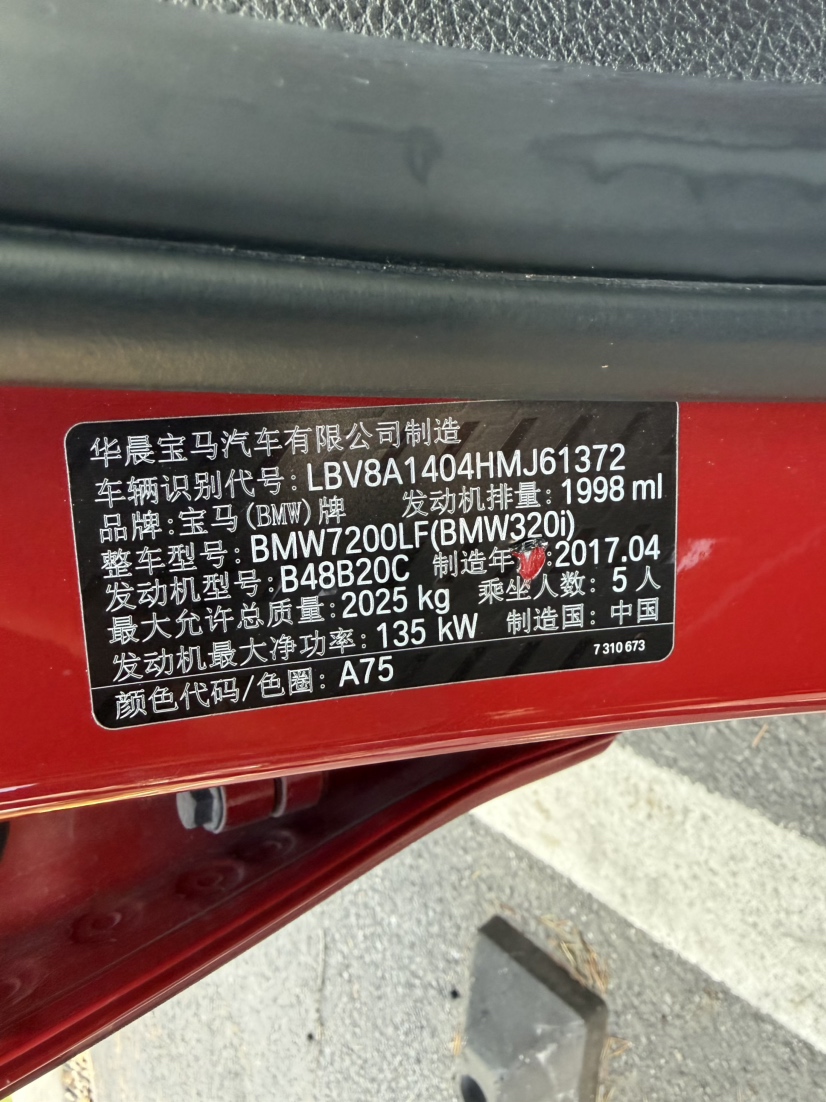 华晨宝马汽车有限公司制造
车辆识别代号: LBV8A1404HMJ61372
品牌:宝马(BMW)牌 发动机排量: 1998 ml
整车型号: BMW7200LF(BMW320i)
发动机型号: B48B20C 制造年 :2017.04
最大允许总质量: 2025 kg 乘坐人数: 5 人
发动机最大净功率: 135 kW 制造国: 中国
7 310 673
颜色代码/色圈: A75